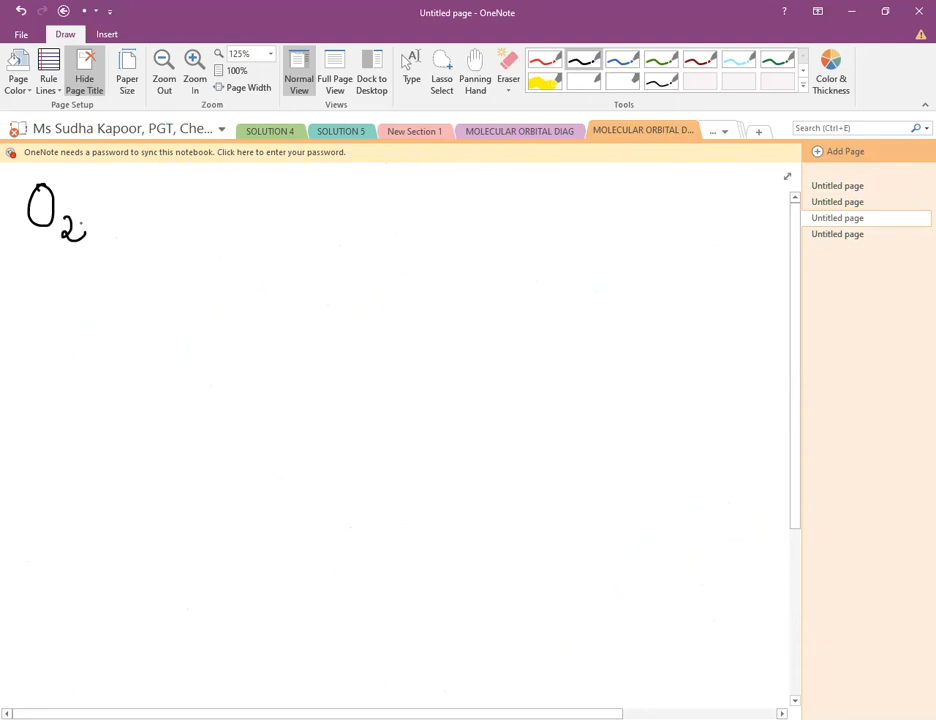 Untitled page - OneNote
?
File
Draw
Insert
Page Color
Rule Lines
Hide Page Title
Paper Size
Zoom Out
Zoom In
125%
100%
Page Width
Normal View
Full Page View
Dock to Desktop
A Type
Lasso Select
Panning Hand
Eraser
Color & Thickness
Page Setup
Zoom
Views
Tools
Ms Sudha Kapoor, PGT, Che...
SOLUTION 4
SOLUTION 5
New Section 1
MOLECULAR ORBITAL DIAG
MOLECULAR ORBITAL D...
...
Search (Ctrl+E)
OneNote needs a password to sync this notebook. Click here to enter your password.
Add Page
Untitled page
Untitled page
Untitled page
Untitled page
O2